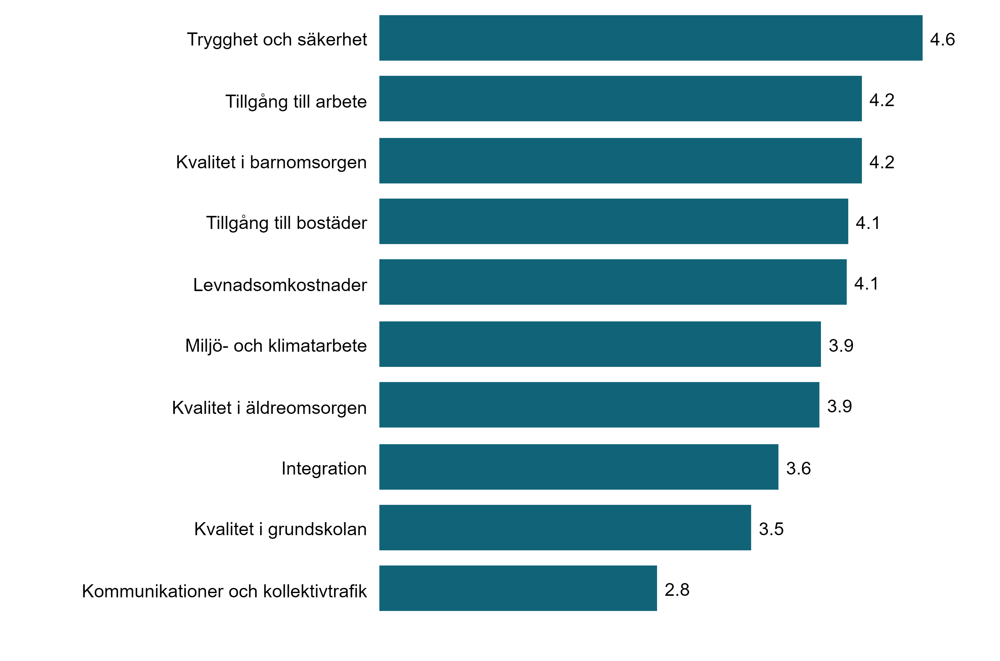 Trygghet och säkerhet 4.6
Tillgång till arbete 4.2
Kvalitet i barnomsorgen 4.2
Tillgång till bostäder 4.1
Levnadsomkostnader 4.1
Miljö- och klimatarbete 3.9
Kvalitet i äldreomsorgen 3.9
Integration 3.6
Kvalitet i grundskolan 3.5
Kommunikationer och kollektivtrafik 2.8